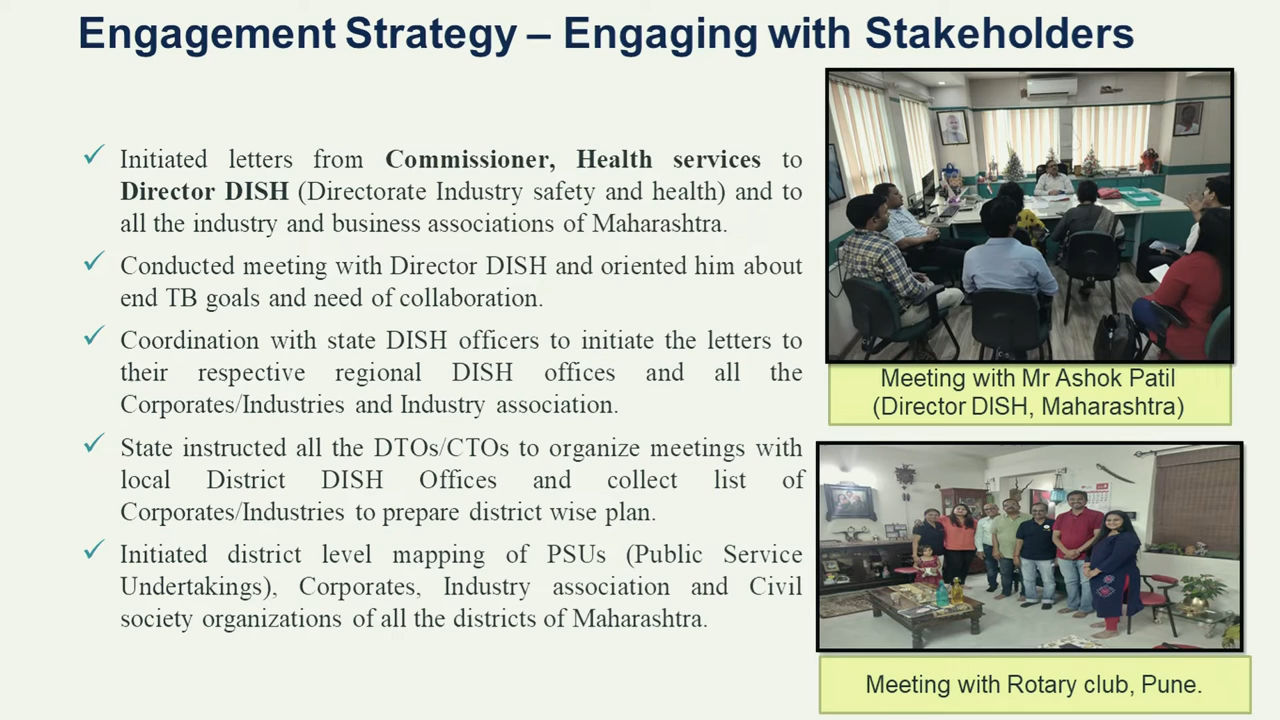 Engagement Strategy – Engaging with Stakeholders
Initiated letters from Commissioner, Health services to
Director DISH (Directorate Industry safety and health) and to
all the industry and business associations of Maharashtra.
Conducted meeting with Director DISH and oriented him about
end TB goals and need of collaboration.
Coordination with state DISH officers to initiate the letters to
their respective regional DISH offices and all the
Corporates/Industries and Industry association.
State instructed all the DTOs/CTOs to organize meetings with
local District DISH Offices and collect list of
Corporates/Industries to prepare district wise plan.
Initiated district level mapping of PSUs (Public Service
Undertakings), Corporates, Industry association and Civil
society organizations of all the districts of Maharashtra.
Meeting with Mr Ashok Patil
(Director DISH, Maharashtra)
Meeting with Rotary club, Pune.